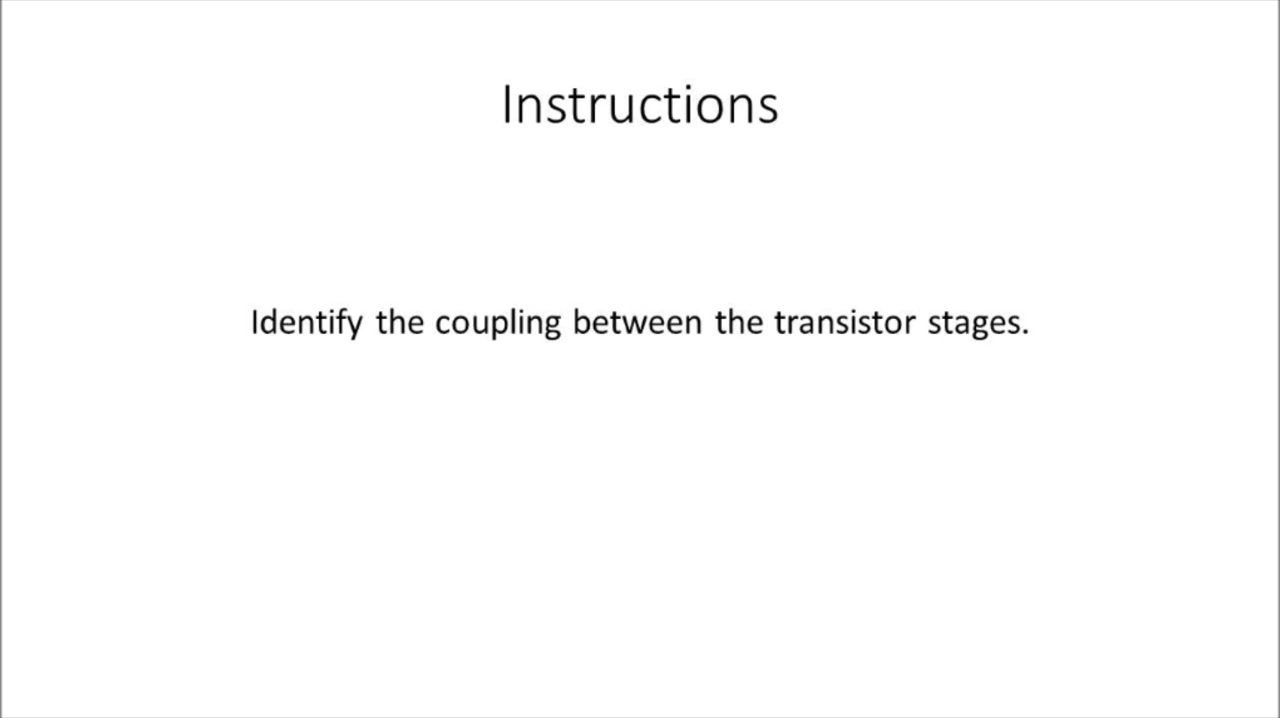 Instructions
Identify the coupling between the transistor stages.